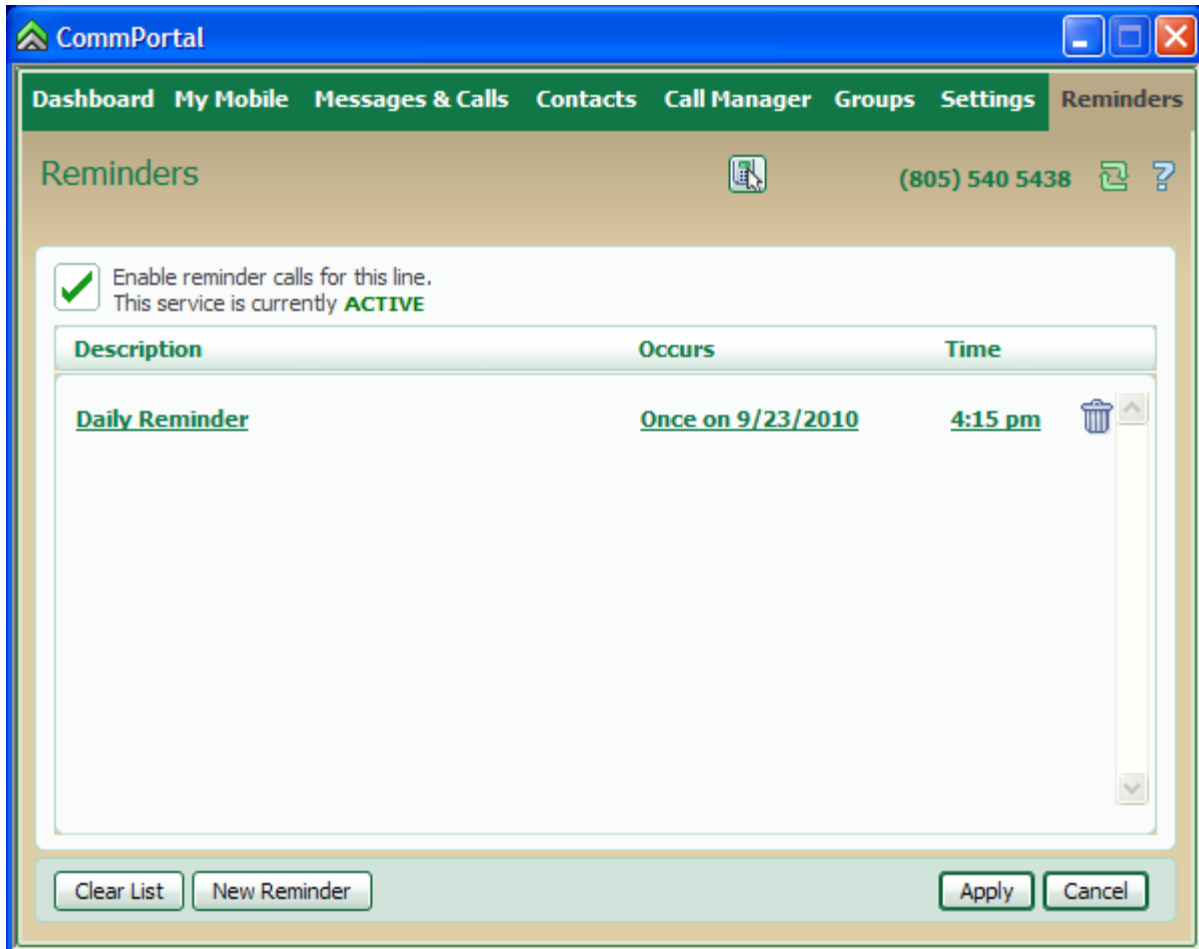 CommPortal
Dashboard My Mobile Messages & Calls Contacts Call Manager Groups Settings Reminders
Reminders (805) 540 5438
Enable reminder calls for this line.
This service is currently ACTIVE
Description Occurs Time
Daily Reminder Once on 9/23/2010 4:15 pm
Clear List New Reminder Apply Cancel